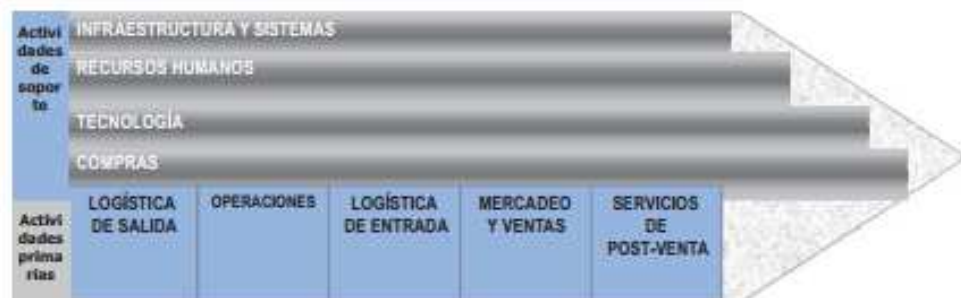 Activi
dades
de
sopor
te
INFRAESTRUCTURA Y SISTEMAS
RECURSOS HUMANOS
TECNOLOGÍA
COMPRAS
Activi
dades
prima
rias
LOGÍSTICA
DE SALIDA
OPERACIONES
LOGÍSTICA
DE ENTRADA
MERCADEO
Y VENTAS
SERVICIOS
DE
POST-VENTA